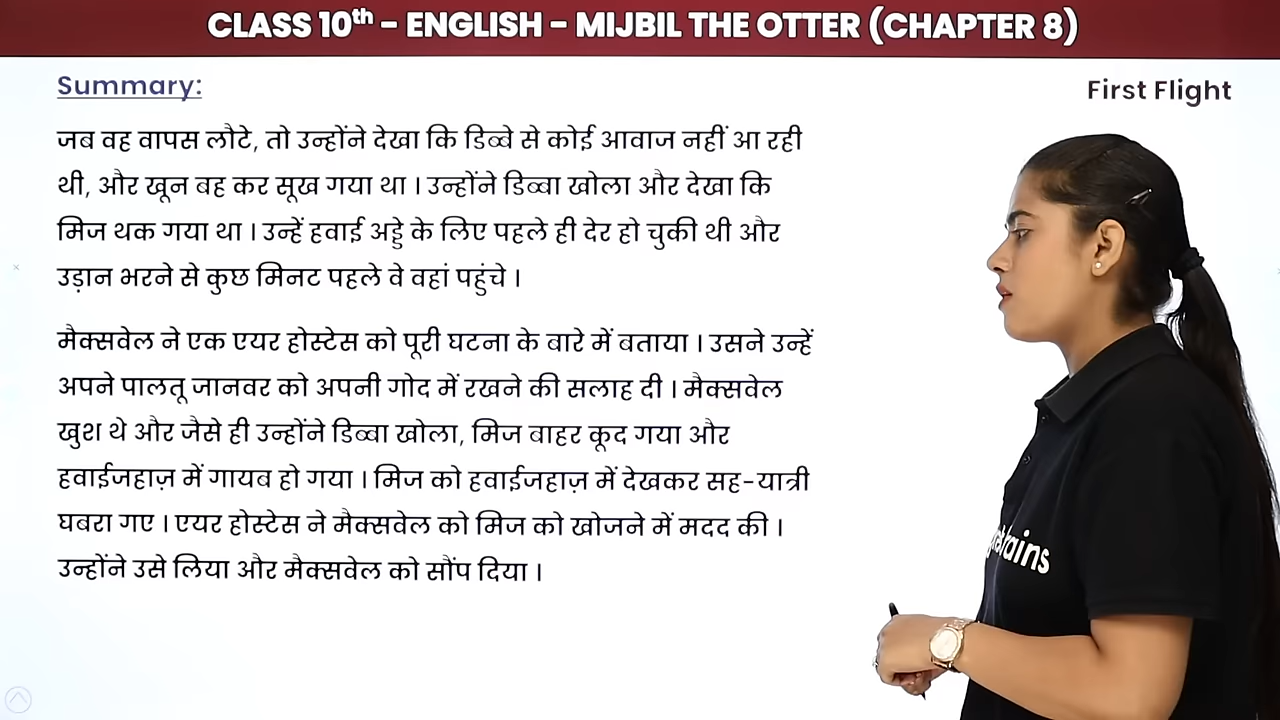 CLASS 10th - ENGLISH - MIJBIL THE OTTER (CHAPTER 8)
Summary:
First Flight
जब वह वापस लौटे, तो उन्होंने देखा कि डिब्बे से कोई आवाज नहीं आ रही
थी, और खून बह कर सूख गया था । उन्होंने डिब्बा खोला और देखा कि
मिज थक गया था । उन्हें हवाई अड्डे के लिए पहले ही देर हो चुकी थी और
उड़ान भरने से कुछ मिनट पहले वे वहां पहुंचे ।
मैक्सवेल ने एक एयर होस्टेस को पूरी घटना के बारे में बताया । उसने उन्हें
अपने पालतू जानवर को अपनी गोद में रखने की सलाह दी । मैक्सवेल
खुश थे और जैसे ही उन्होंने डिब्बा खोला, मिज बाहर कूद गया और
हवाईजहाज़ में गायब हो गया । मिज को हवाईजहाज़ में देखकर सह-यात्री
घबरा गए । एयर होस्टेस ने मैक्सवेल को मिज को खोजने में मदद की ।
उन्होंने उसे लिया और मैक्सवेल को सौंप दिया ।